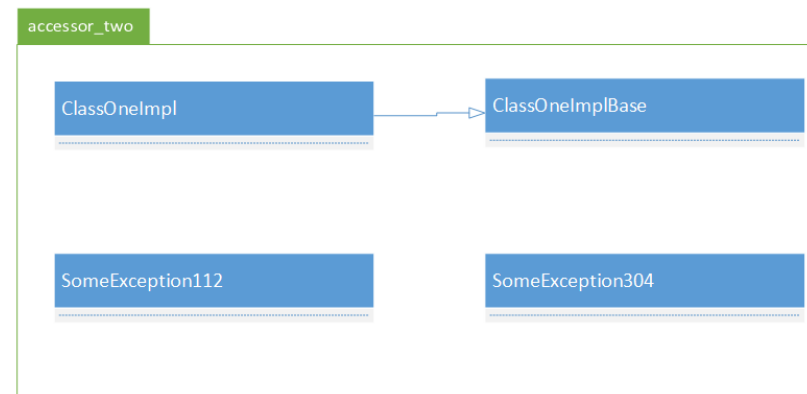 accessor_two
ClassOneImpl
ClassOneImplBase
SomeException112
SomeException304